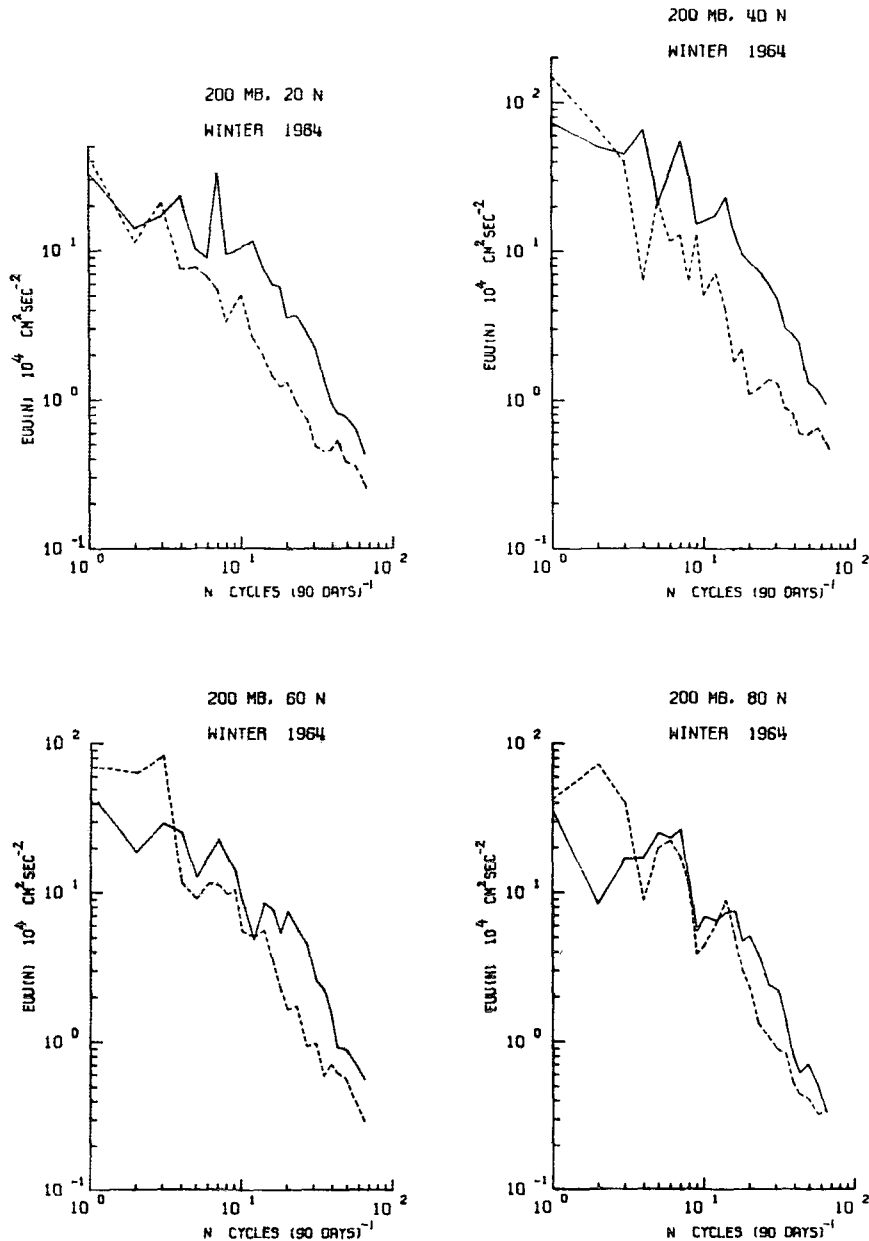 200 MB, 20 N
WINTER 1964
10^1
10^0
10^-1
EUU(N) 10^4 CM^2SEC^-2
10^0 10^1 10^2
N CYCLES (90 DAYS)^-1
200 MB, 40 N
WINTER 1964
10^2
10^1
10^0
10^-1
EUU(N) 10^4 CM^2SEC^-2
10^0 10^1 10^2
N CYCLES (90 DAYS)^-1
200 MB, 60 N
WINTER 1964
10^2
10^1
10^0
10^-1
EUU(N) 10^4 CM^2SEC^-2
10^0 10^1 10^2
N CYCLES (90 DAYS)^-1
200 MB, 80 N
WINTER 1964
10^2
10^1
10^0
10^-1
EUU(N) 10^4 CM^2SEC^-2
10^0 10^1 10^2
N CYCLES (90 DAYS)^-1